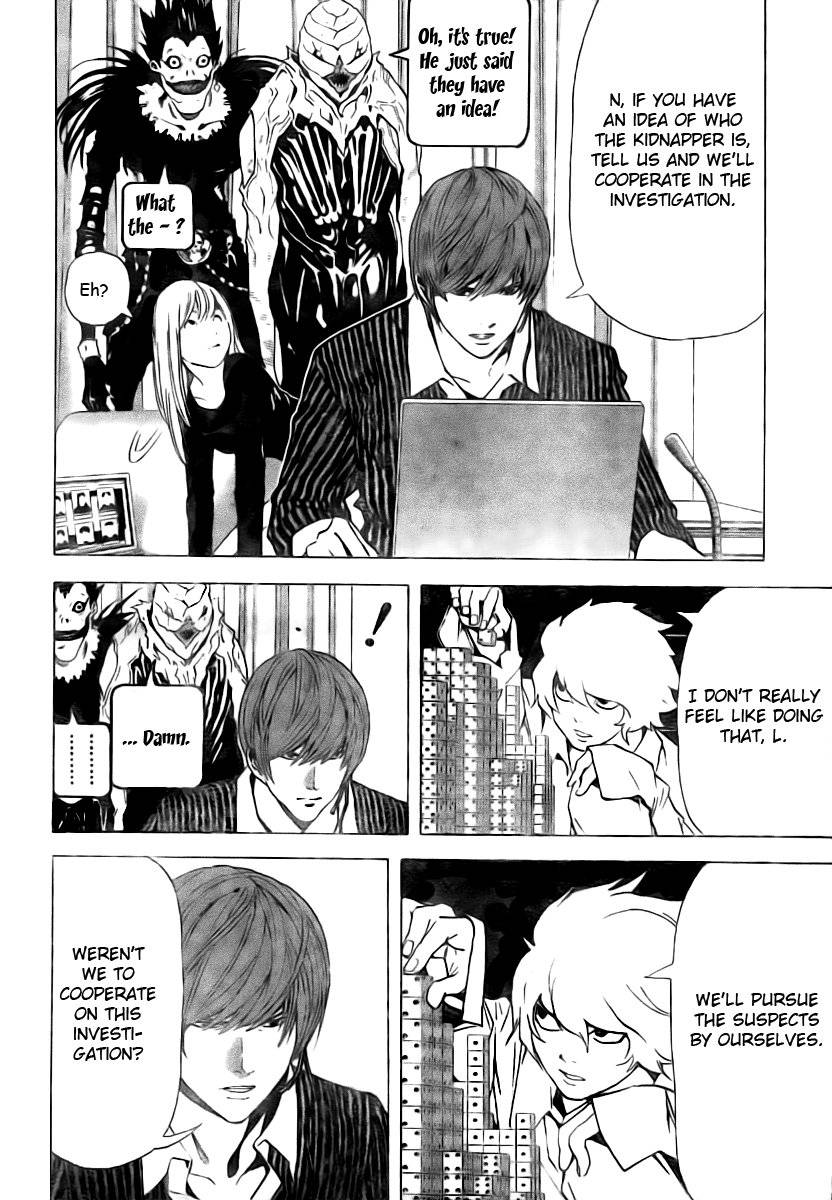 N, IF YOU HAVE
AN IDEA OF WHO
THE KIDNAPPER IS,
TELL US AND WE'LL
COOPERATE IN THE
INVESTIGATION.
Oh, it's true!
He just said
they have
an idea!
What
the - ?
Eh?
I DON'T REALLY
FEEL LIKE DOING
THAT, L.
!
... Damn.
........
WE'LL PURSUE
THE SUSPECTS
BY OURSELVES.
WEREN'T
WE TO
COOPERATE
ON THIS
INVESTI-
GATION?